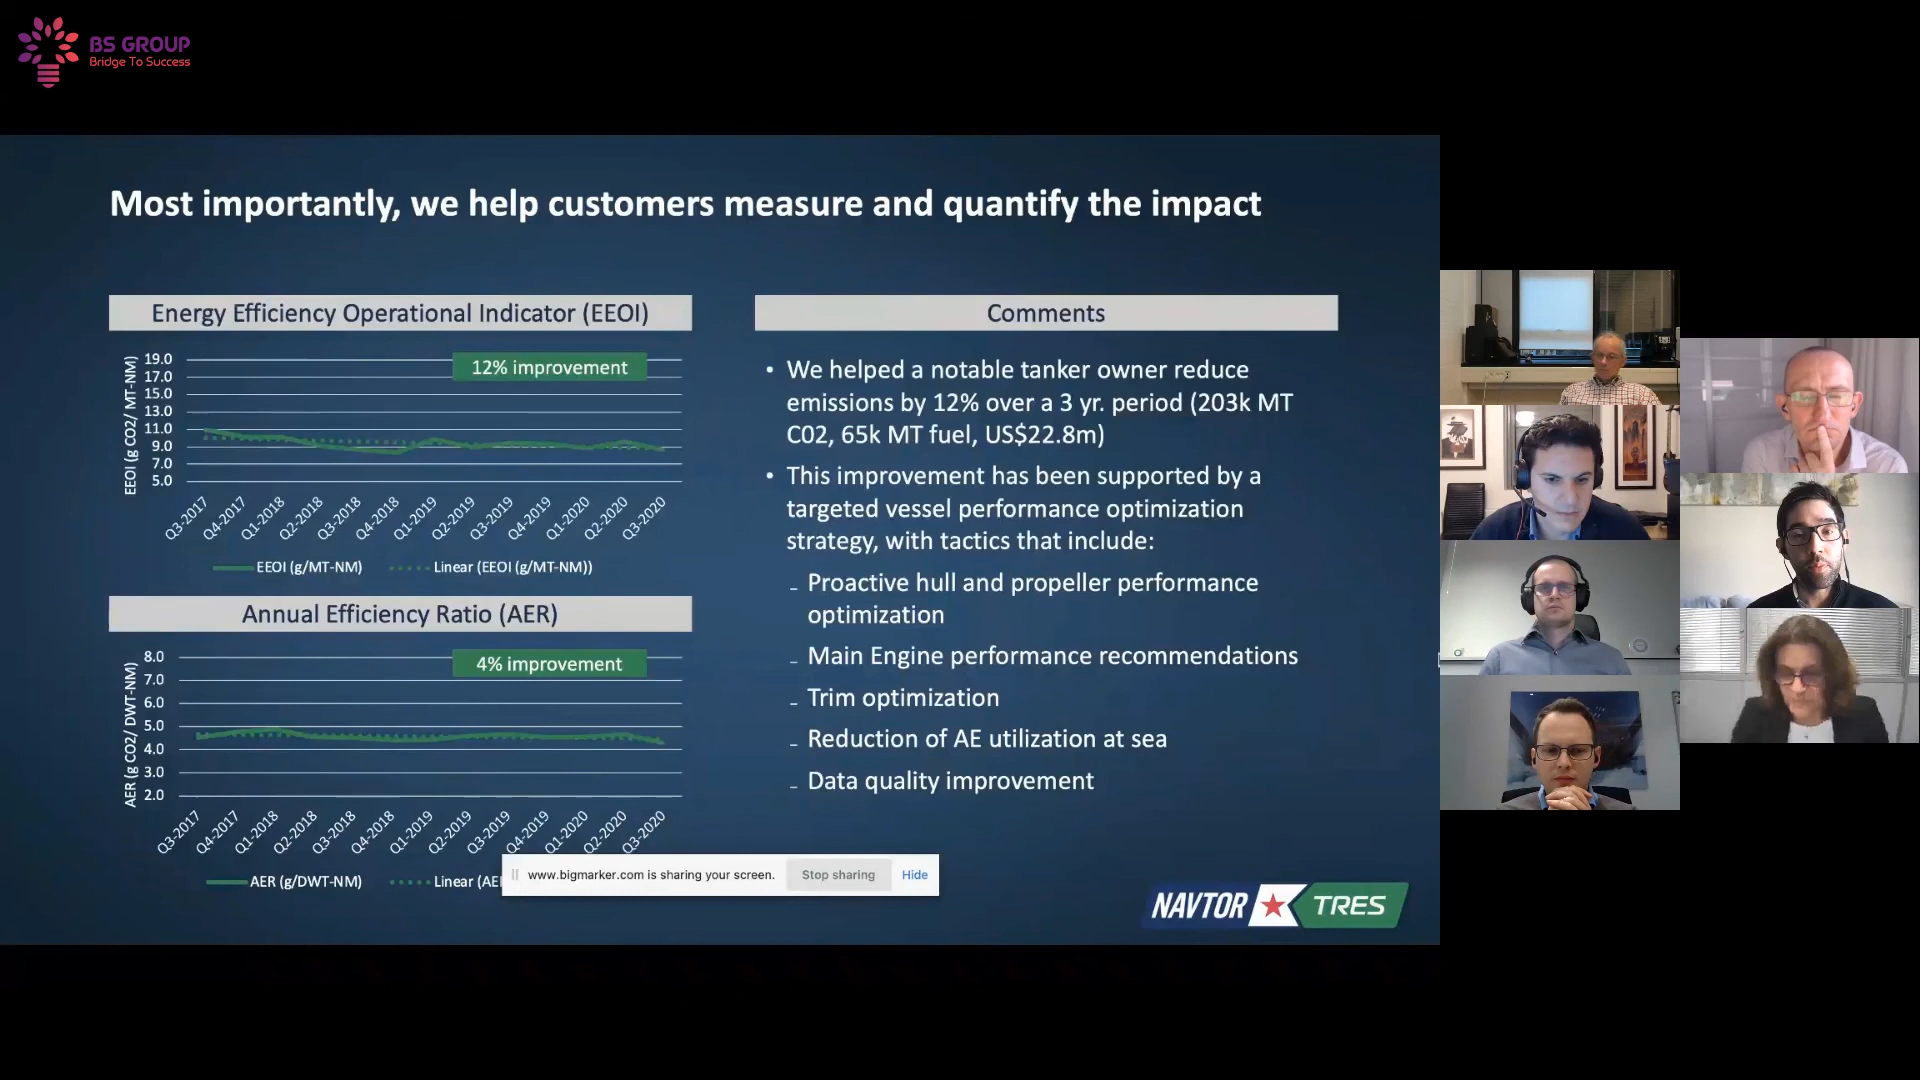 BS GROUP
Bridge To Success
Most importantly, we help customers measure and quantify the impact
Energy Efficiency Operational Indicator (EEOI)
EEOI (g CO2/ MT-NM)
19.0
17.0
15.0
13.0
11.0
9.0
7.0
5.0
12% improvement
Q3-2017
Q4-2017
Q1-2018
Q2-2018
Q3-2018
Q4-2018
Q1-2019
Q2-2019
Q3-2019
Q4-2019
Q1-2020
Q2-2020
Q3-2020
EEOI (g/MT-NM)
Linear (EEOI (g/MT-NM))
Annual Efficiency Ratio (AER)
AER (g CO2/ DWT-NM)
8.0
7.0
6.0
5.0
4.0
3.0
2.0
4% improvement
Q3-2017
Q4-2017
Q1-2018
Q2-2018
Q3-2018
Q4-2018
Q1-2019
Q2-2019
Q3-2019
Q4-2019
Q1-2020
Q2-2020
Q3-2020
AER (g/DWT-NM)
Linear (AE
Comments
• We helped a notable tanker owner reduce
emissions by 12% over a 3 yr. period (203k MT
C02, 65k MT fuel, US$22.8m)
• This improvement has been supported by a
targeted vessel performance optimization
strategy, with tactics that include:
– Proactive hull and propeller performance
optimization
– Main Engine performance recommendations
– Trim optimization
– Reduction of AE utilization at sea
– Data quality improvement
www.bigmarker.com is sharing your screen.
Stop sharing
Hide
NAVTOR TRES